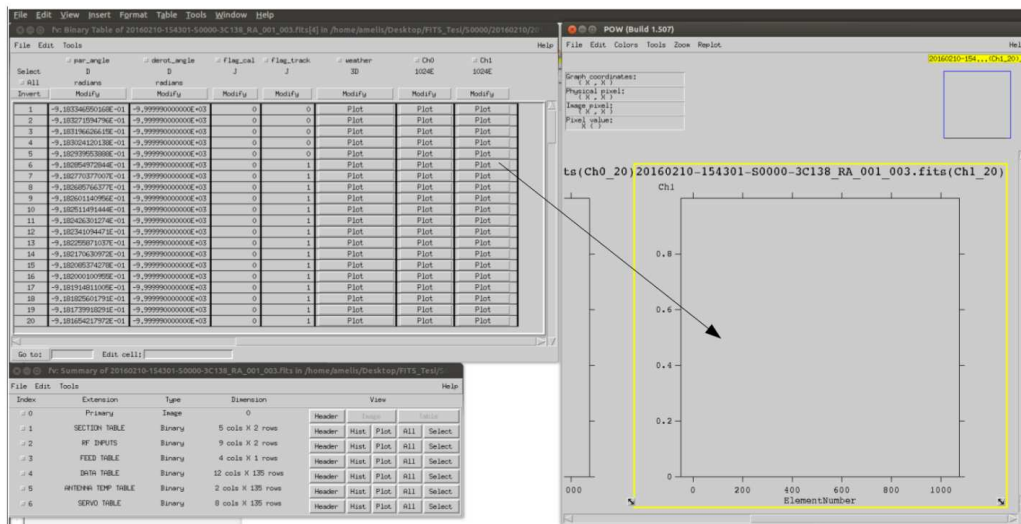 File Edit View Insert Format Table Tools Window Help
fv: Binary Table of 20160210-154301-S0000-3C138_RA_001_003.fits[4] in /home/amelis/Desktop/FITS_Tesi/S0000/20160210/20
File Edit Tools Help
par_angle derot_angle flag_cal flag_track weather Ch0 Ch1
Select D D J J 3D 1024E 1024E
All radians radians
Invert Modify Modify Modify Modify Modify Modify Modify
1 -9.183346550168E-01 -9.999990000000E+03 0 0 Plot Plot Plot
2 -9.183271594796E-01 -9.999990000000E+03 0 0 Plot Plot Plot
3 -9.183196626615E-01 -9.999990000000E+03 0 0 Plot Plot Plot
4 -9.183024120138E-01 -9.999990000000E+03 0 0 Plot Plot Plot
5 -9.182939553888E-01 -9.999990000000E+03 0 0 Plot Plot Plot
6 -9.182854972844E-01 -9.999990000000E+03 0 1 Plot Plot Plot
7 -9.182770377007E-01 -9.999990000000E+03 0 1 Plot Plot Plot
8 -9.182685766377E-01 -9.999990000000E+03 0 1 Plot Plot Plot
9 -9.182601140956E-01 -9.999990000000E+03 0 1 Plot Plot Plot
10 -9.182511491444E-01 -9.999990000000E+03 0 1 Plot Plot Plot
11 -9.182426301274E-01 -9.999990000000E+03 0 1 Plot Plot Plot
12 -9.182341094471E-01 -9.999990000000E+03 0 1 Plot Plot Plot
13 -9.182255871037E-01 -9.999990000000E+03 0 1 Plot Plot Plot
14 -9.182170630972E-01 -9.999990000000E+03 0 1 Plot Plot Plot
15 -9.182085374278E-01 -9.999990000000E+03 0 1 Plot Plot Plot
16 -9.182000100955E-01 -9.999990000000E+03 0 1 Plot Plot Plot
17 -9.181914811005E-01 -9.999990000000E+03 0 1 Plot Plot Plot
18 -9.181825601791E-01 -9.999990000000E+03 0 1 Plot Plot Plot
19 -9.181739918291E-01 -9.999990000000E+03 0 1 Plot Plot Plot
20 -9.181654217972E-01 -9.999990000000E+03 0 1 Plot Plot Plot
Go to: Edit cell:
fv: Summary of 20160210-154301-S0000-3C138_RA_001_003.fits in /home/amelis/Desktop/FITS_Tesi/S
File Edit Tools Help
Index Extension Type Dimension View
0 Primary Image 0 Header Image Table
1 SECTION TABLE Binary 5 cols X 2 rows Header Hist Plot All Select
2 RF INPUTS Binary 9 cols X 2 rows Header Hist Plot All Select
3 FEED TABLE Binary 4 cols X 1 rows Header Hist Plot All Select
4 DATA TABLE Binary 12 cols X 135 rows Header Hist Plot All Select
5 ANTENNA TEMP TABLE Binary 2 cols X 135 rows Header Hist Plot All Select
6 SERVO TABLE Binary 8 cols X 135 rows Header Hist Plot All Select
POW (Build 1.507)
File Edit Colors Tools Zoom Replot Hel
20160210-154...(Ch1_20)
Graph coordinates:
( X , X )
Physical pixel:
( X , X )
Image pixel:
( X , X )
Pixel value:
X ( )
ts(Ch0_20) 20160210-154301-S0000-3C138_RA_001_003.fits(Ch1_20)
Ch1
0.8
0.6
0.4
0.2
0
000 0 200 400 600 800 1000
ElementNumber